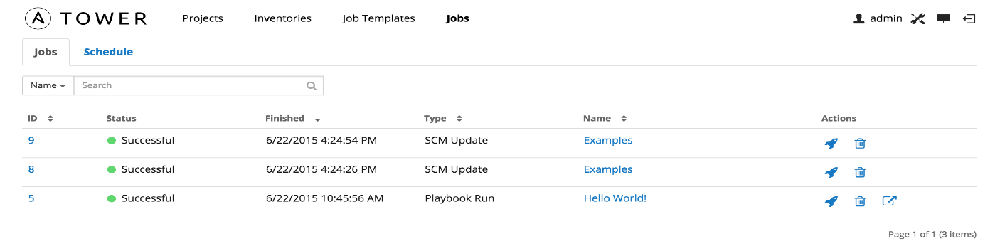 A TOWER Projects Inventories Job Templates Jobs admin
Jobs Schedule
Name Search
ID Status Finished Type Name Actions
9 Successful 6/22/2015 4:24:54 PM SCM Update Examples
8 Successful 6/22/2015 4:24:26 PM SCM Update Examples
5 Successful 6/22/2015 10:45:56 AM Playbook Run Hello World!
Page 1 of 1 (3 items)